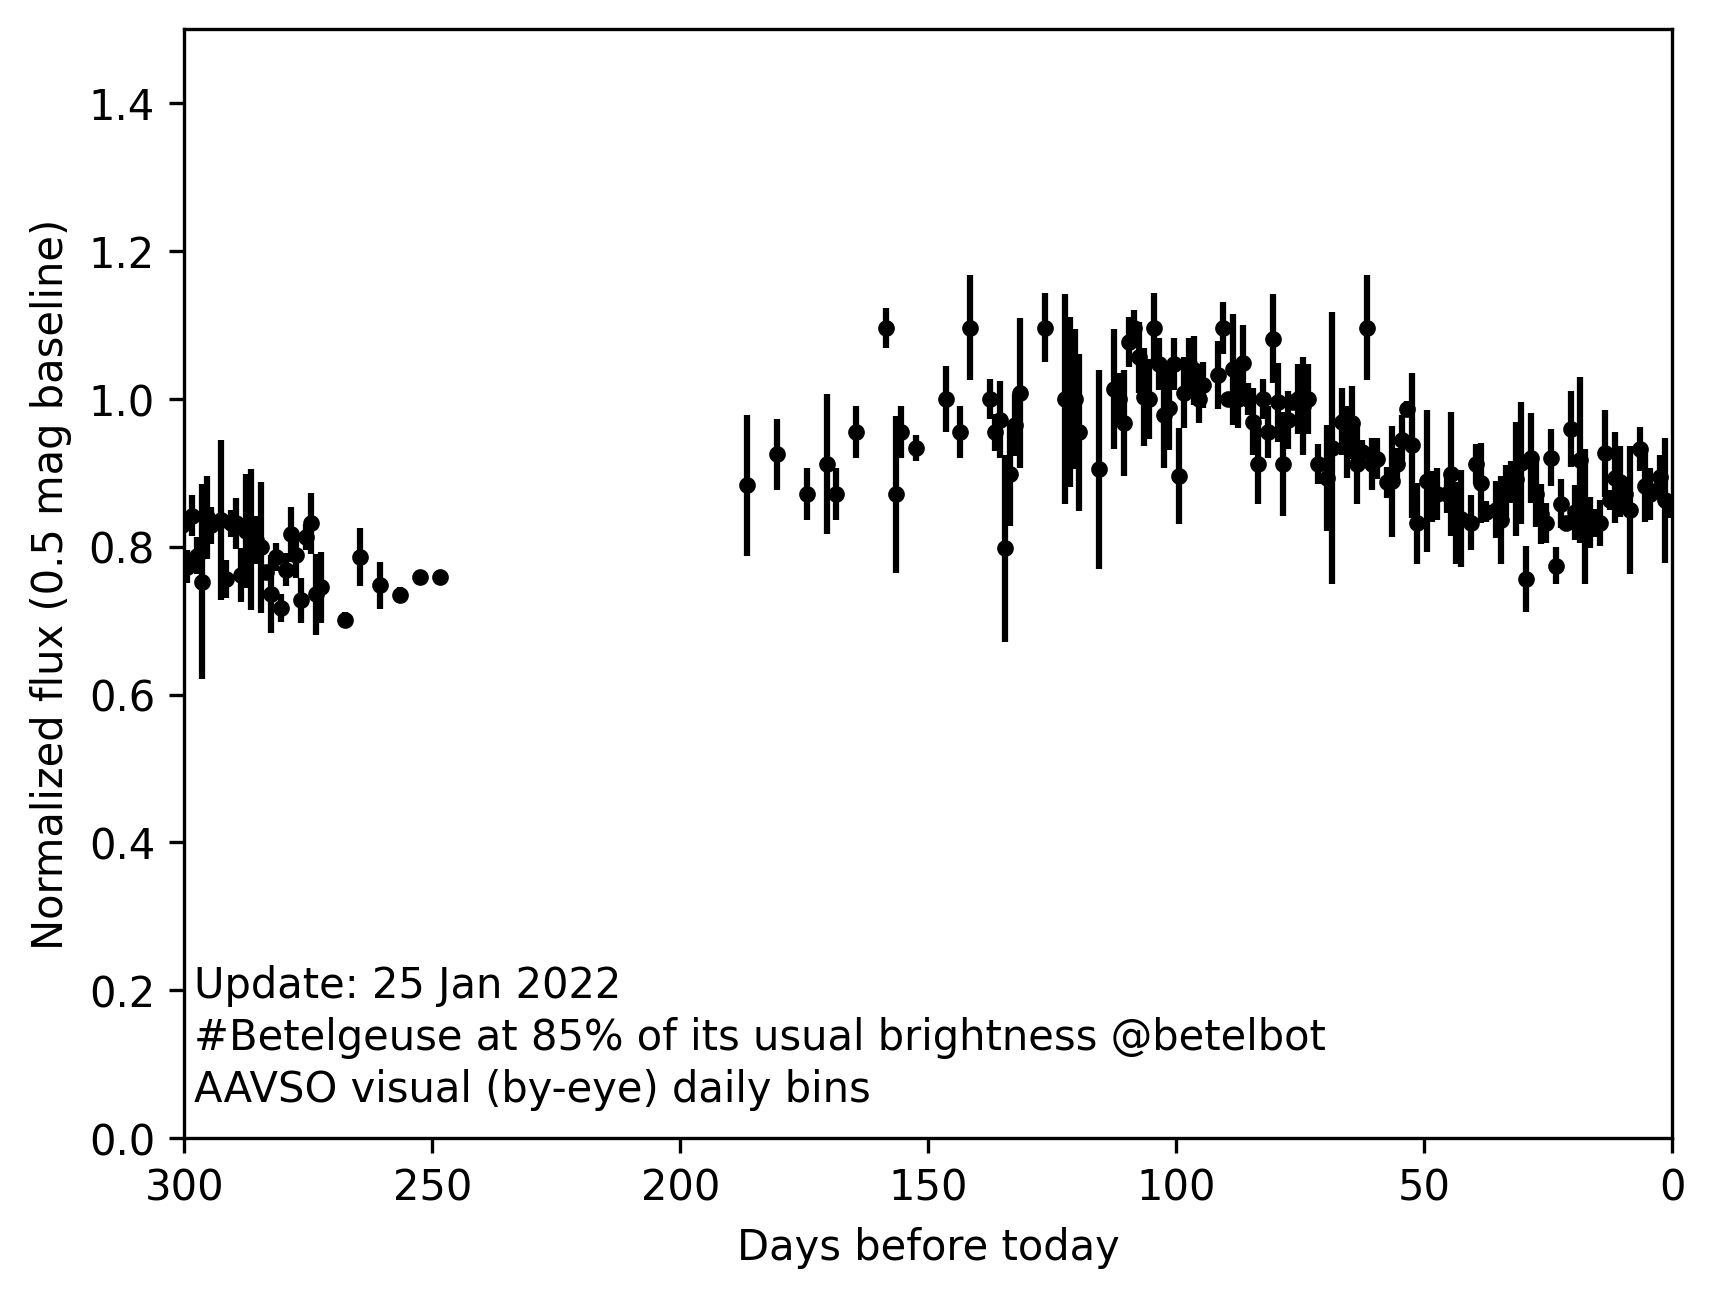 1.4
1.2
1.0
0.8
0.6
0.4
0.2
0.0
Normalized flux (0.5 mag baseline)
Update: 25 Jan 2022
#Betelgeuse at 85% of its usual brightness @betelbot
AAVSO visual (by-eye) daily bins
300 250 200 150 100 50 0
Days before today